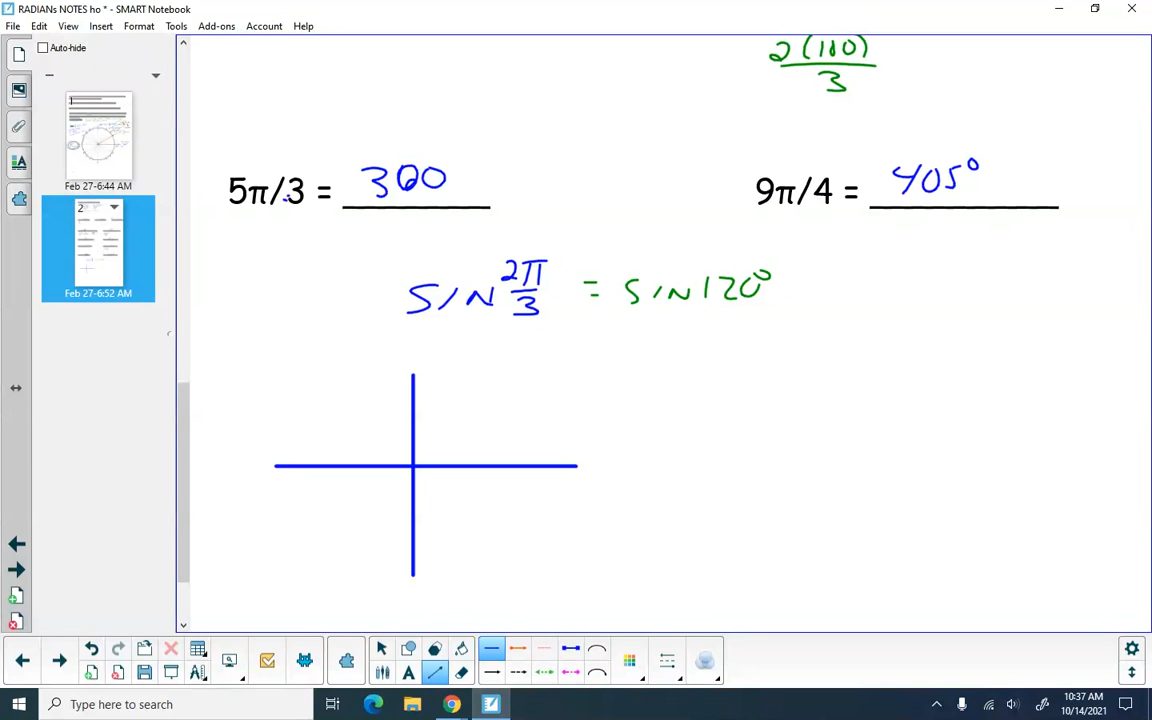 RADIANs NOTES ho * - SMART Notebook
File Edit View Insert Format Tools Add-ons Account Help
Auto-hide
1
Feb 27-6:44 AM
2
Feb 27-6:52 AM
2(180)
3
5π/3 = 300
9π/4 = 405°
SIN 2π/3 = SIN 120°
Type here to search
10:37 AM
10/14/2021